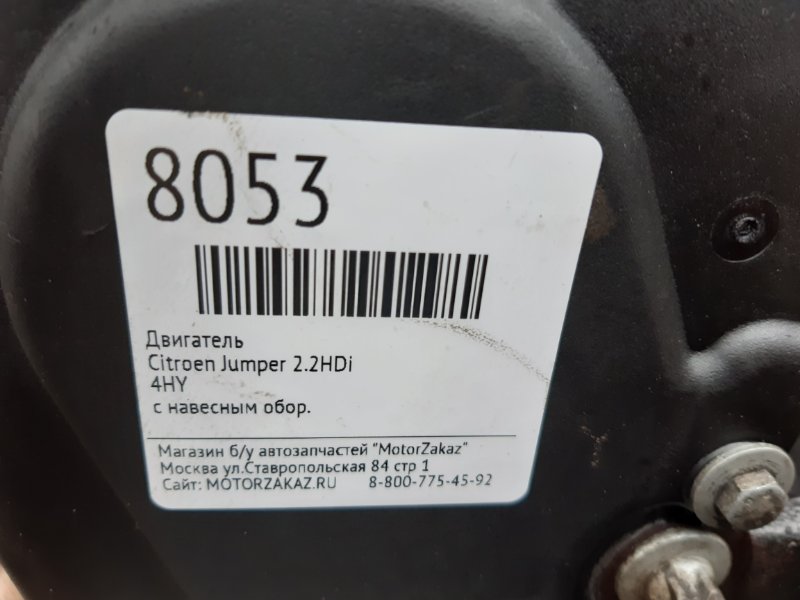 8053
Двигатель
Citroen Jumper 2.2HDi
4HY
с навесным обор.
Магазин б/у автозапчастей "MotorZakaz"
Москва ул.Ставропольская 84 стр 1
Сайт: MOTORZAKAZ.RU 8-800-775-45-92